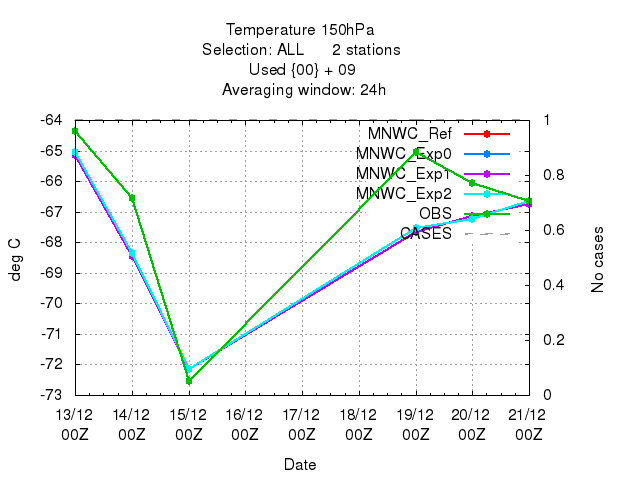 Temperature 150hPa
Selection: ALL 2 stations
Used {00} + 09
Averaging window: 24h
-64
-65
-66
-67
-68
-69
-70
-71
-72
-73
deg C
1
0.8
0.6
0.4
0.2
0
No cases
MNWC_Ref
MNWC_Exp0
MNWC_Exp1
MNWC_Exp2
OBS
CASES
13/12 14/12 15/12 16/12 17/12 18/12 19/12 20/12 21/12
00Z 00Z 00Z 00Z 00Z 00Z 00Z 00Z 00Z
Date